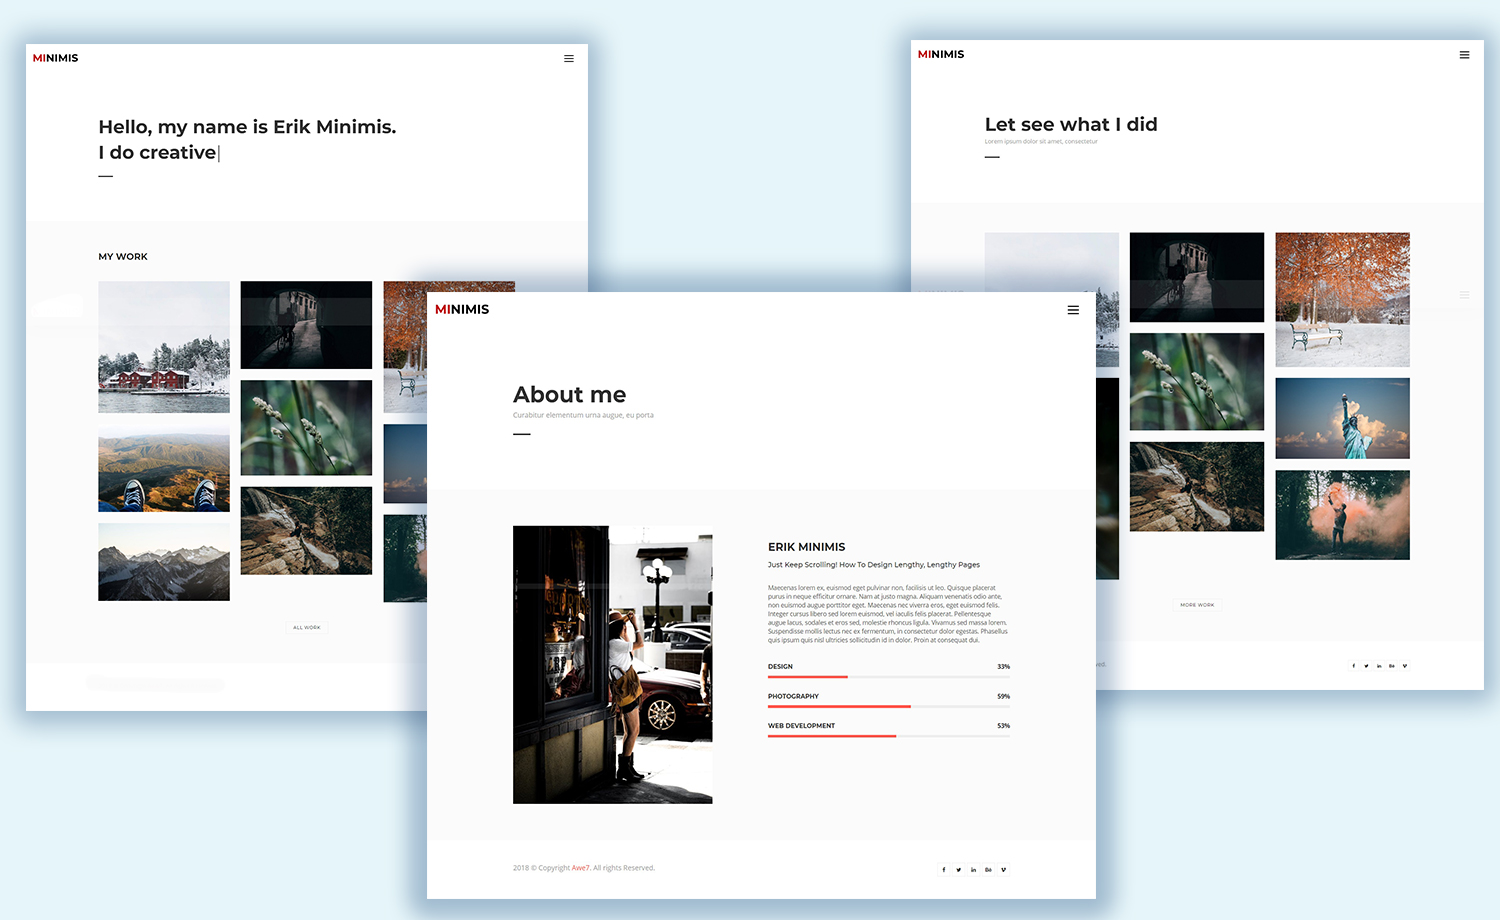 MINIMIS
Hello, my name is Erik Minimis.
I do creative|
MY WORK
ALL WORK
MINIMIS
Let see what I did
Lorem ipsum dolor sit amet, consectetur
MORE WORK
ved.
MINIMIS
About me
Curabitur elementum urna augue, eu porta
ERIK MINIMIS
Just Keep Scrolling! How To Design Lengthy, Lengthy Pages
Maecenas lorem ex, euismod eget pulvinar non, facilisis ut leo. Quisque placerat
purus in neque efficitur ornare. Nam at justo magna. Aliquam venenatis odio ante,
non euismod augue porttitor eget. Maecenas nec viverra eros, eget euismod felis.
Integer cursus libero sed lorem euismod, vel iaculis felis placerat. Pellentesque
augue lacus, sodales et eros sed, molestie rhoncus ligula. Vivamus sed massa lorem.
Suspendisse mollis lectus nec ex fermentum, in consectetur dolor egestas. Phasellus
quis ipsum quis nisl ultricies sollicitudin id in dolor. Proin at consequat dui.
DESIGN 33%
PHOTOGRAPHY 59%
WEB DEVELOPMENT 53%
2018 © Copyright Awe7. All rights Reserved.